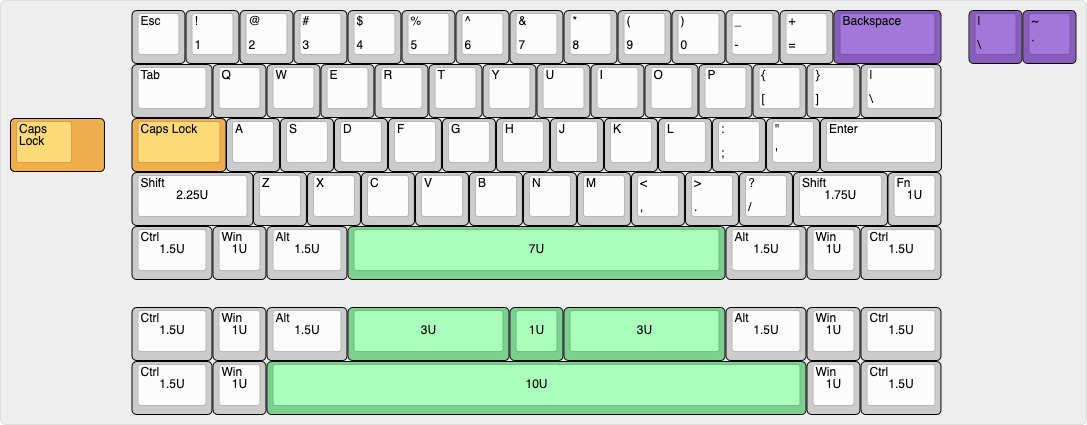 Esc ! @ # $ % ^ & * ( ) _ + Backspace | ~
1 2 3 4 5 6 7 8 9 0 - = \ `
Tab Q W E R T Y U I O P { } |
[ ] \
Caps Caps Lock A S D F G H J K L : " Enter
Lock ; '
Shift Z X C V B N M < > ? Shift Fn
2.25U , . / 1.75U 1U
Ctrl Win Alt Alt Win Ctrl
1.5U 1U 1.5U 7U 1.5U 1U 1.5U
Ctrl Win Alt Alt Win Ctrl
1.5U 1U 1.5U 3U 1U 3U 1.5U 1U 1.5U
Ctrl Win Win Ctrl
1.5U 1U 10U 1U 1.5U